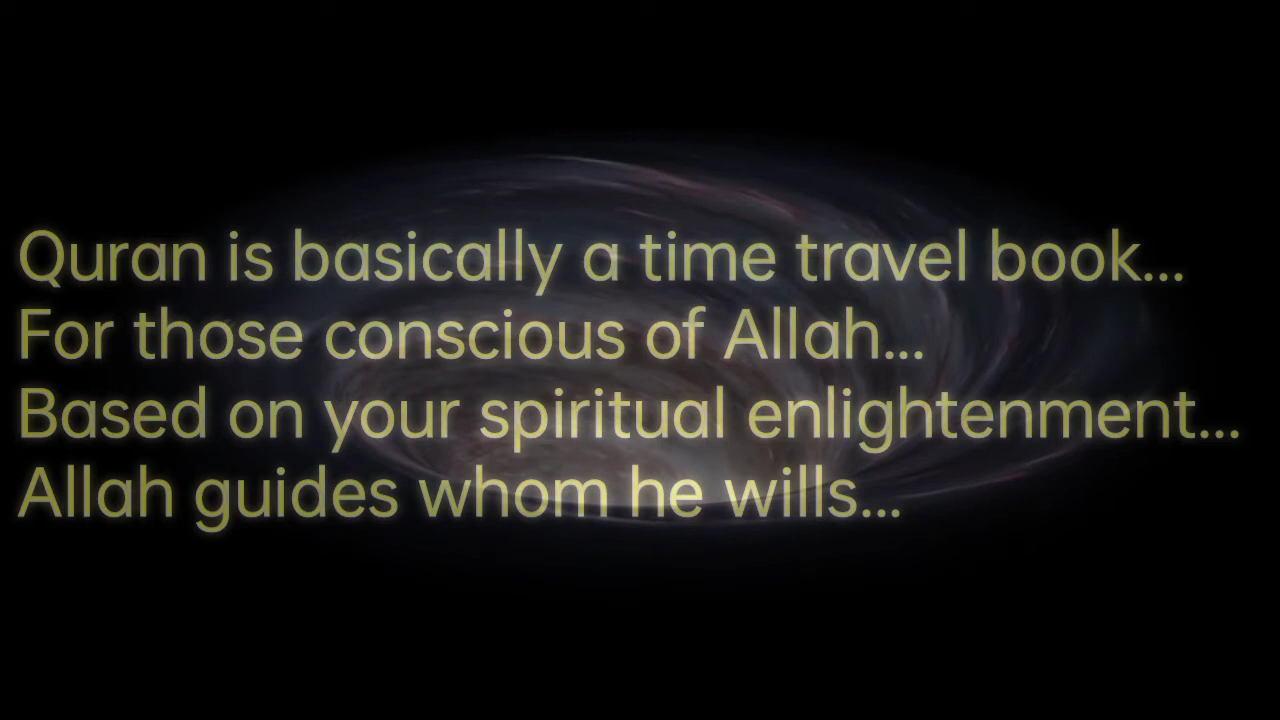 Quran is basically a time travel book...
For those conscious of Allah...
Based on your spiritual enlightenment...
Allah guides whom he wills...